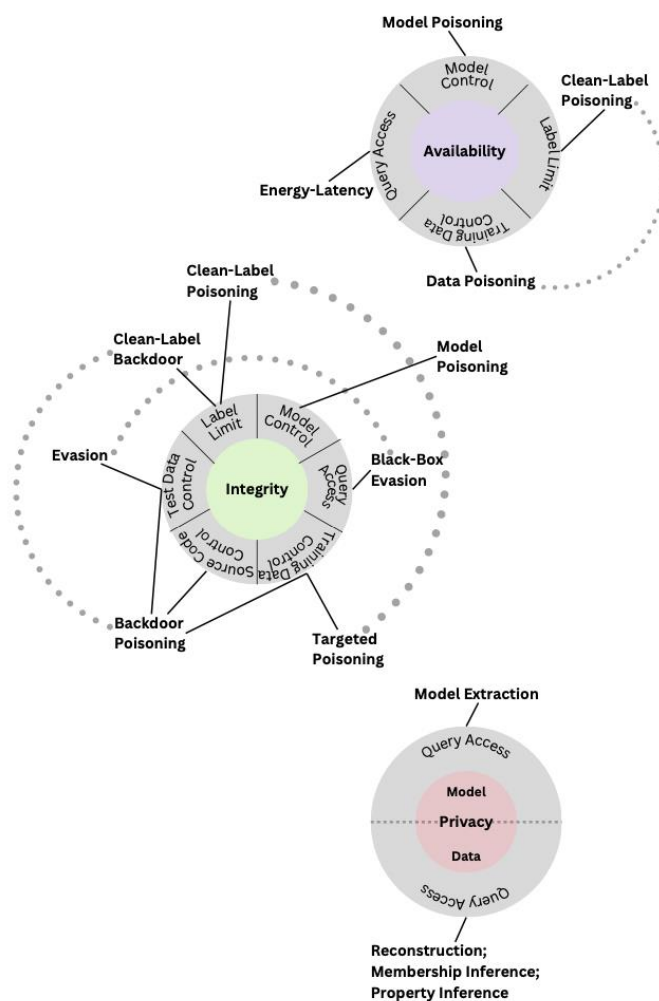 Model Poisoning
Model
Control
Clean-Label
Poisoning
Query Access
Availability
Label Limit
Energy-Latency
Training Data
Control
Data Poisoning
Clean-Label
Poisoning
Clean-Label
Backdoor
Model
Poisoning
Label
Limit
Model
Control
Evasion
Test Data
Control
Integrity
Query
Access
Black-Box
Evasion
Source Code
Control
Training Data
Control
Backdoor
Poisoning
Targeted
Poisoning
Model Extraction
Query Access
Model
Privacy
Data
Query Access
Reconstruction;
Membership Inference;
Property Inference